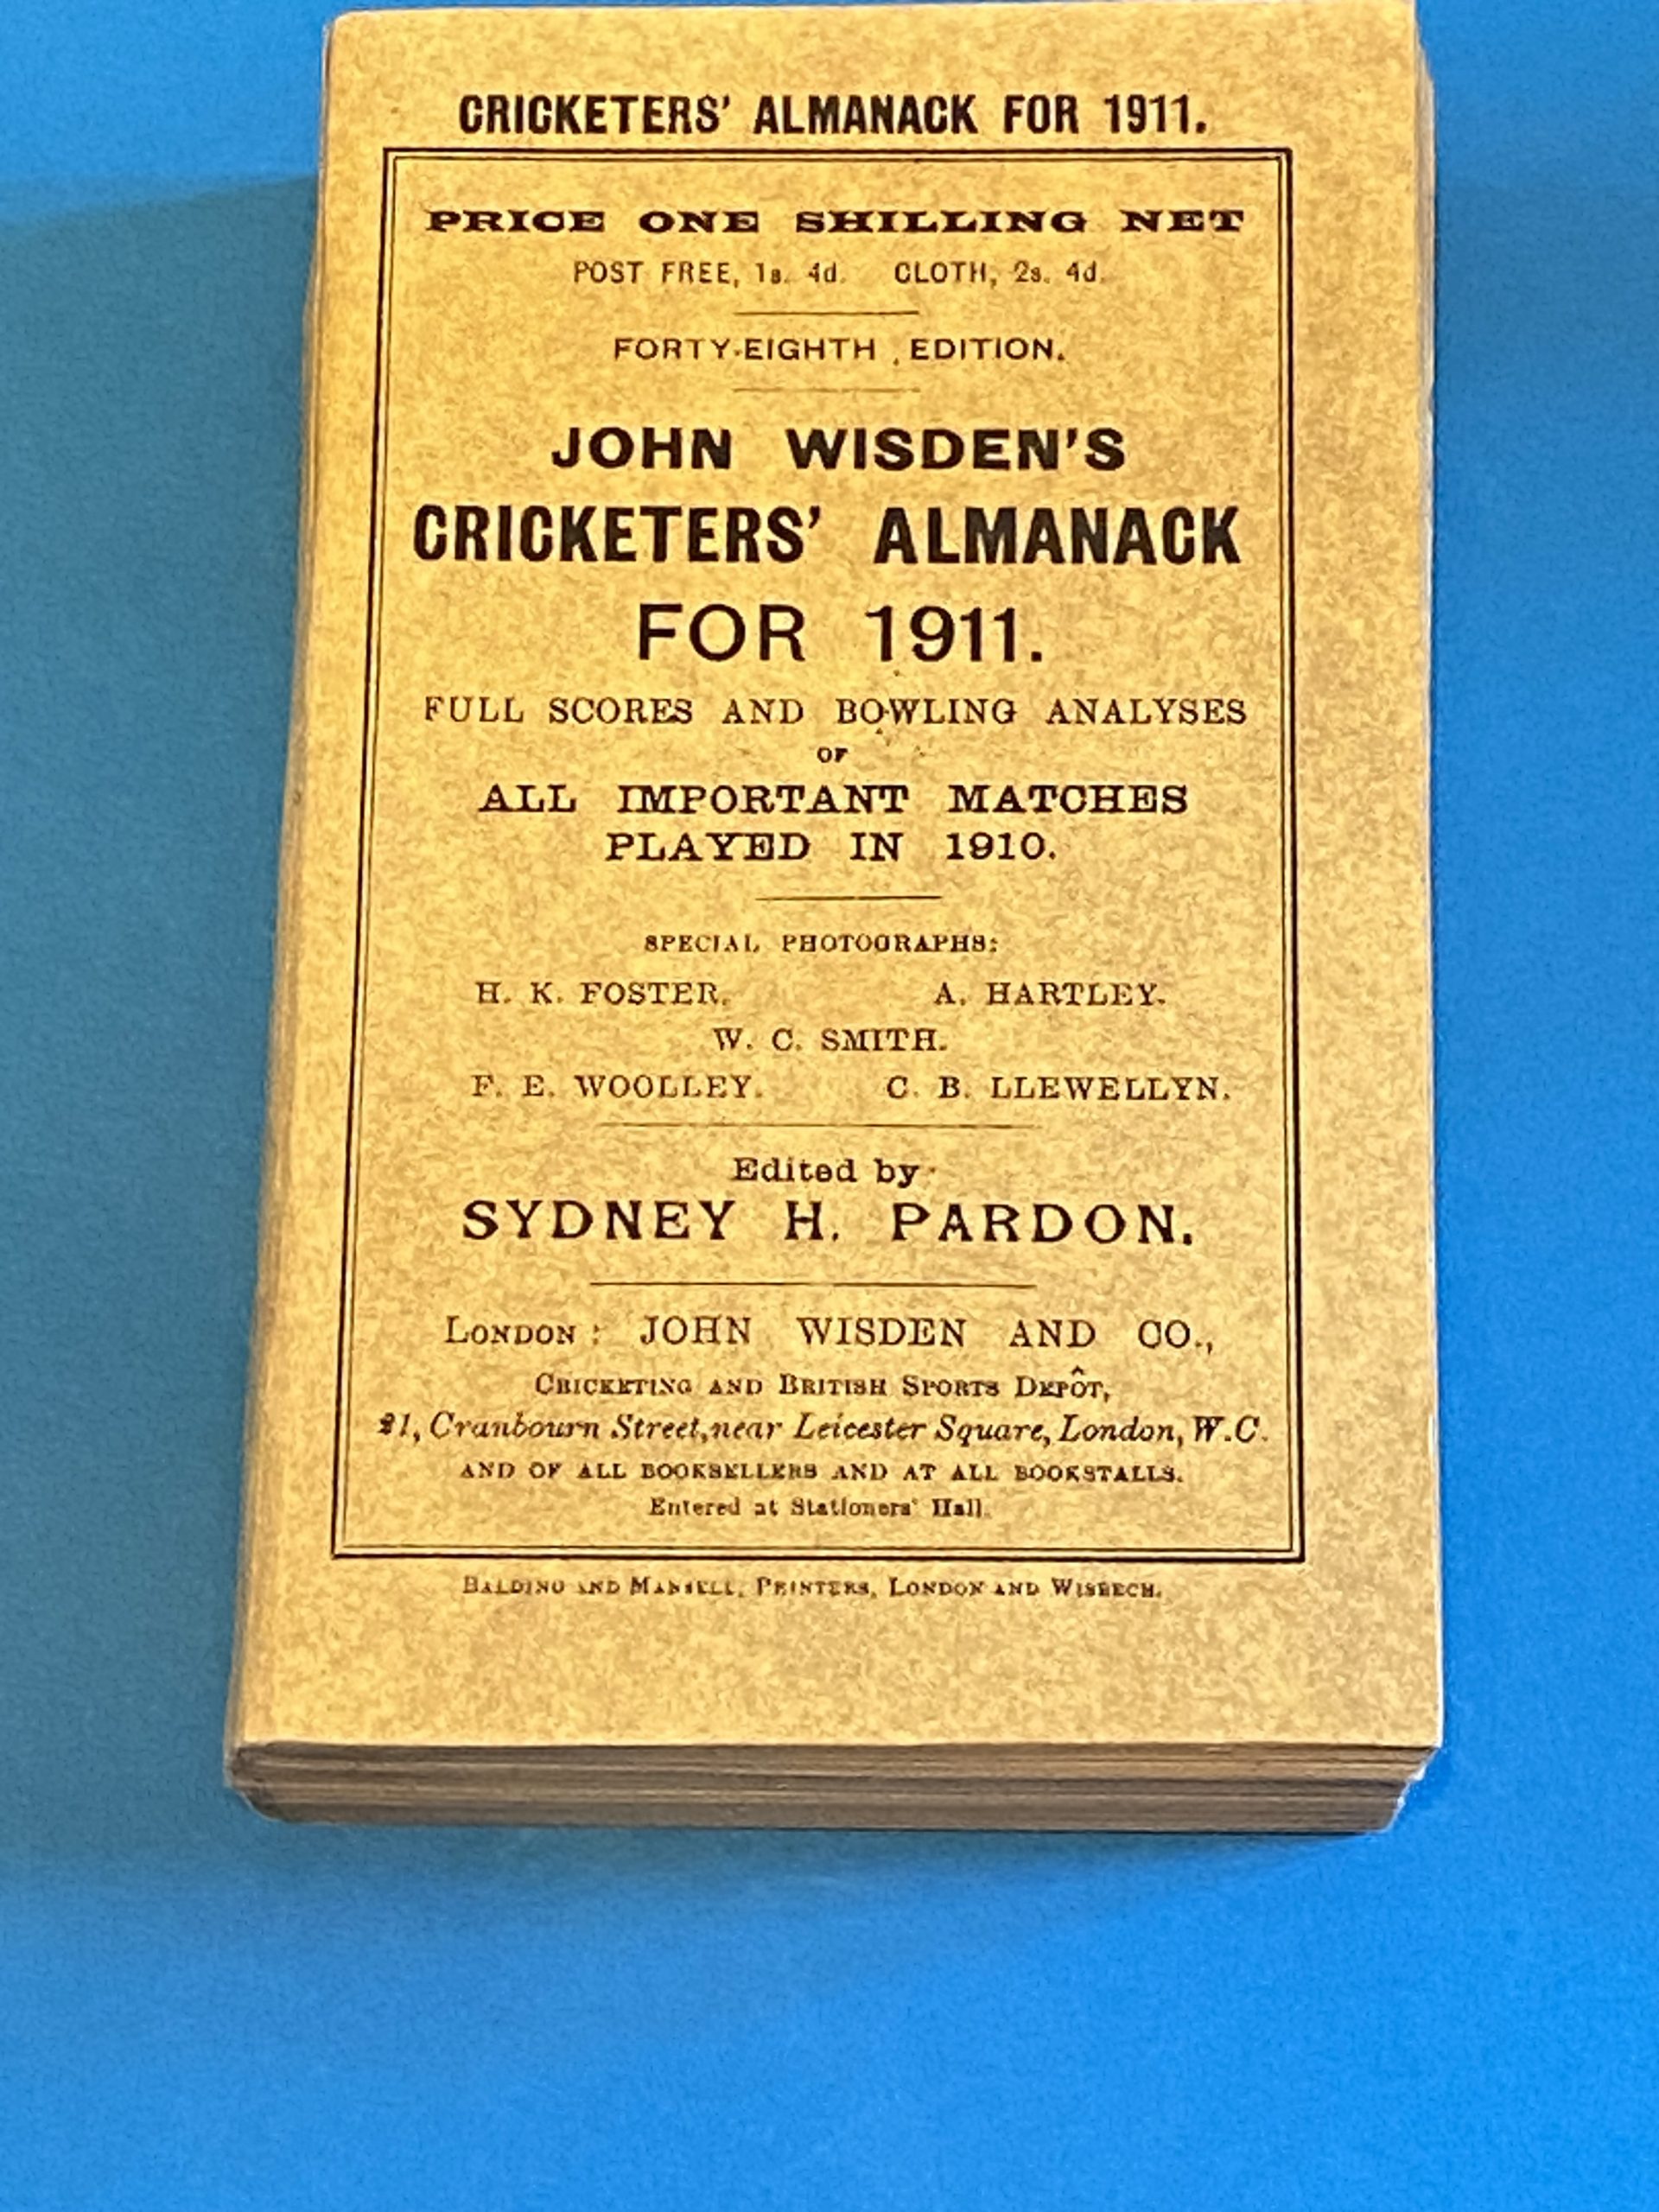 CRICKETERS' ALMANACK FOR 1911.
PRICE ONE SHILLING NET
POST FREE, 1s. 4d. CLOTH, 2s. 4d.
FORTY-EIGHTH EDITION.
JOHN WISDEN'S
CRICKETERS' ALMANACK
FOR 1911.
FULL SCORES AND BOWLING ANALYSES
OF
ALL IMPORTANT MATCHES
PLAYED IN 1910.
SPECIAL PHOTOGRAPHS:
H. K. FOSTER. A. HARTLEY.
W. C. SMITH.
F. E. WOOLLEY. C. B. LLEWELLYN.
Edited by
SYDNEY H. PARDON.
LONDON: JOHN WISDEN AND CO.,
CRICKETING AND BRITISH SPORTS DEPÔT,
21, Cranbourn Street, near Leicester Square, London, W.C.
AND OF ALL BOOKSELLERS AND AT ALL BOOKSTALLS.
Entered at Stationers' Hall.
BALDING AND MANSELL, PRINTERS, LONDON AND WISBECH.